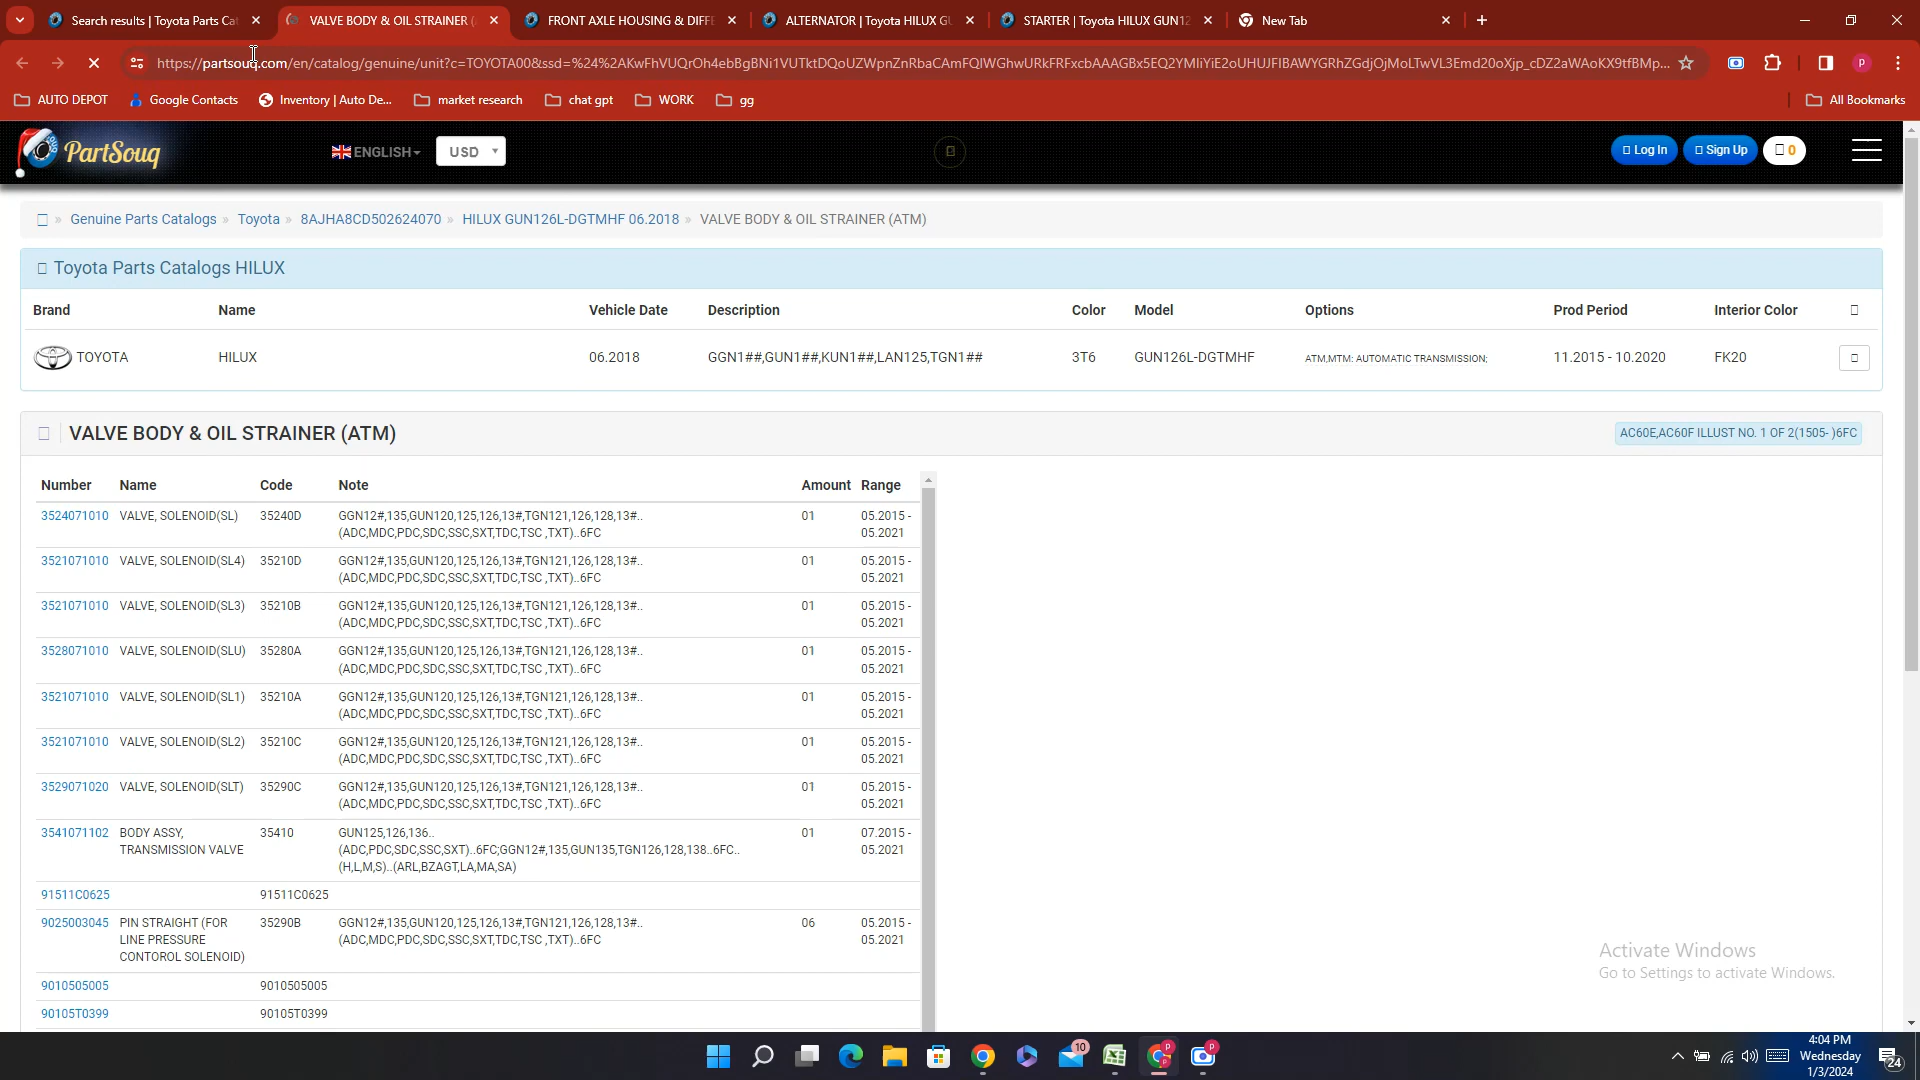 Search results | Toyota Parts Cat
VALVE BODY & OIL STRAINER (
FRONT AXLE HOUSING & DIFFE
ALTERNATOR | Toyota HILUX GU
STARTER | Toyota HILUX GUN12
New Tab
AUTO DEPOT
Google Contacts
Inventory | Auto De...
market research
chat gpt
WORK
gg
All Bookmarks
PartSouq
ENGLISH
USD
Log In
Sign Up
0
» Genuine Parts Catalogs » Toyota » 8AJHA8CD502624070 » HILUX GUN126L-DGTMHF 06.2018 » VALVE BODY & OIL STRAINER (ATM)
Toyota Parts Catalogs HILUX
Brand Name Vehicle Date Description Color Model Options Prod Period Interior Color
TOYOTA HILUX 06.2018 GGN1##,GUN1##,KUN1##,LAN125,TGN1## 3T6 GUN126L-DGTMHF ATM,MTM: AUTOMATIC TRANSMISSION; 11.2015 - 10.2020 FK20
VALVE BODY & OIL STRAINER (ATM)
AC60E,AC60F ILLUST NO. 1 OF 2(1505- )6FC
Number Name Code Note Amount Range
3524071010 VALVE, SOLENOID(SL) 35240D GGN12#,135,GUN120,125,126,13#,TGN121,126,128,13#.. 01 05.2015 -
(ADC,MDC,PDC,SDC,SSC,SXT,TDC,TSC ,TXT)..6FC 05.2021
3521071010 VALVE, SOLENOID(SL4) 35210D GGN12#,135,GUN120,125,126,13#,TGN121,126,128,13#.. 01 05.2015 -
(ADC,MDC,PDC,SDC,SSC,SXT,TDC,TSC ,TXT)..6FC 05.2021
3521071010 VALVE, SOLENOID(SL3) 35210B GGN12#,135,GUN120,125,126,13#,TGN121,126,128,13#.. 01 05.2015 -
(ADC,MDC,PDC,SDC,SSC,SXT,TDC,TSC ,TXT)..6FC 05.2021
3528071010 VALVE, SOLENOID(SLU) 35280A GGN12#,135,GUN120,125,126,13#,TGN121,126,128,13#.. 01 05.2015 -
(ADC,MDC,PDC,SDC,SSC,SXT,TDC,TSC ,TXT)..6FC 05.2021
3521071010 VALVE, SOLENOID(SL1) 35210A GGN12#,135,GUN120,125,126,13#,TGN121,126,128,13#.. 01 05.2015 -
(ADC,MDC,PDC,SDC,SSC,SXT,TDC,TSC ,TXT)..6FC 05.2021
3521071010 VALVE, SOLENOID(SL2) 35210C GGN12#,135,GUN120,125,126,13#,TGN121,126,128,13#.. 01 05.2015 -
(ADC,MDC,PDC,SDC,SSC,SXT,TDC,TSC ,TXT)..6FC 05.2021
3529071020 VALVE, SOLENOID(SLT) 35290C GGN12#,135,GUN120,125,126,13#,TGN121,126,128,13#.. 01 05.2015 -
(ADC,MDC,PDC,SDC,SSC,SXT,TDC,TSC ,TXT)..6FC 05.2021
3541071102 BODY ASSY, 35410 GUN125,126,136.. 01 07.2015 -
TRANSMISSION VALVE (ADC,PDC,SDC,SSC,SXT)..6FC;GGN12#,135,GUN135,TGN126,128,138..6FC.. 05.2021
(H,L,M,S)..(ARL,BZAGT,LA,MA,SA)
91511C0625 91511C0625
9025003045 PIN STRAIGHT (FOR 35290B GGN12#,135,GUN120,125,126,13#,TGN121,126,128,13#.. 06 05.2015 -
LINE PRESSURE (ADC,MDC,PDC,SDC,SSC,SXT,TDC,TSC ,TXT)..6FC 05.2021
CONTOROL SOLENOID)
9010505005 9010505005
90105T0399 90105T0399
Activate Windows
Go to Settings to activate Windows.
10
4:04 PM
Wednesday
1/3/2024
24